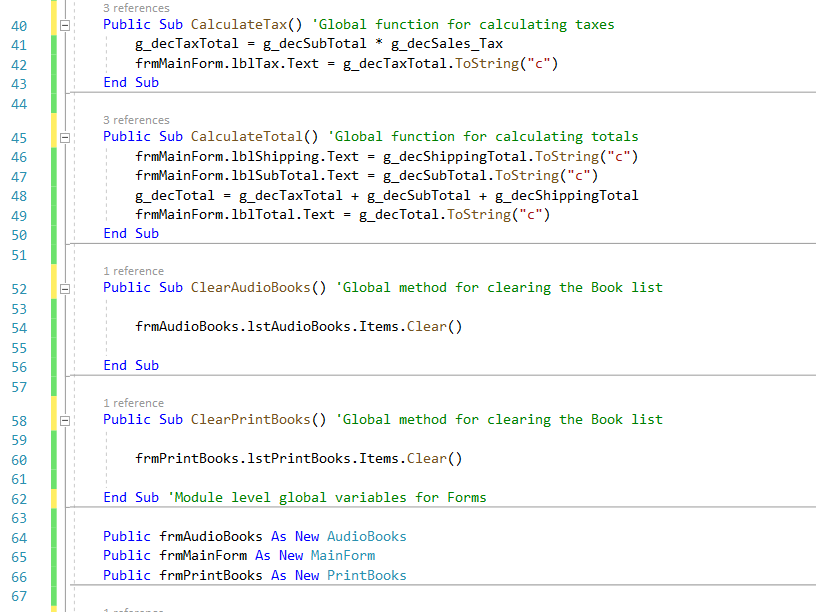 3 references
40 Public Sub CalculateTax() 'Global function for calculating taxes
41 g_decTaxTotal = g_decSubTotal * g_decSales_Tax
42 frmMainForm.lblTax.Text = g_decTaxTotal.ToString("c")
43 End Sub
44
3 references
45 Public Sub CalculateTotal() 'Global function for calculating totals
46 frmMainForm.lblShipping.Text = g_decShippingTotal.ToString("c")
47 frmMainForm.lblSubTotal.Text = g_decSubTotal.ToString("c")
48 g_decTotal = g_decTaxTotal + g_decSubTotal + g_decShippingTotal
49 frmMainForm.lblTotal.Text = g_decTotal.ToString("c")
50 End Sub
51
1 reference
52 Public Sub ClearAudioBooks() 'Global method for clearing the Book list
53
54 frmAudioBooks.lstAudioBooks.Items.Clear()
55
56 End Sub
57
1 reference
58 Public Sub ClearPrintBooks() 'Global method for clearing the Book list
59
60 frmPrintBooks.lstPrintBooks.Items.Clear()
61
62 End Sub 'Module level global variables for Forms
63
64 Public frmAudioBooks As New AudioBooks
65 Public frmMainForm As New MainForm
66 Public frmPrintBooks As New PrintBooks
67